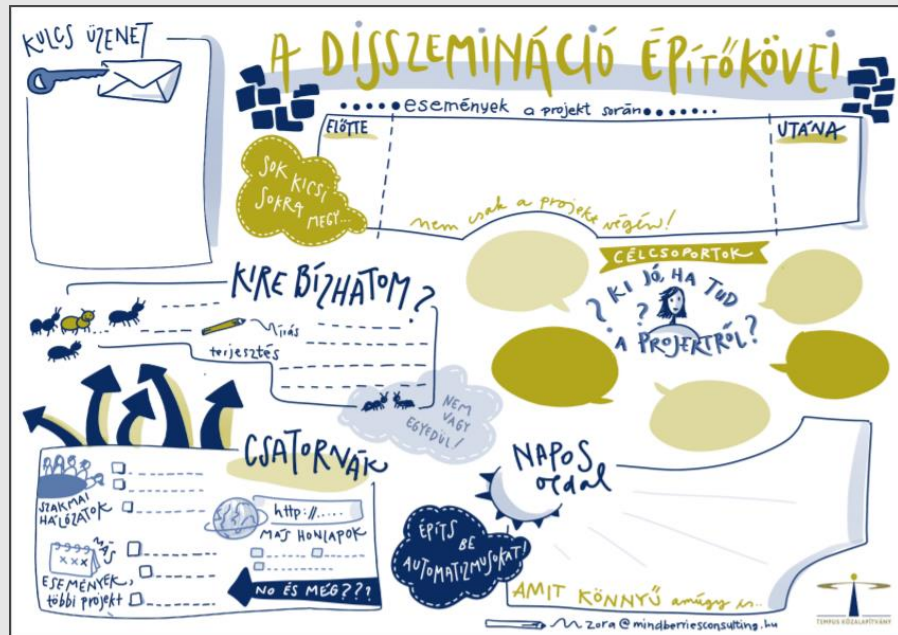 KULCS ÜZENET
A DISSZEMINÁCIÓ ÉPÍTŐKÖVEI
események a projekt során
ELŐTTE
UTÁNA
SOK KICSI
SOKRA
MEGY...
nem csak a projekt végén!
CÉLCSOPORTOK
? KI JÓ, HA TUD
?
A PROJEKTRŐL?
KIRE BÍZHATOM?
írás
terjesztés
NEM
VAGY
EGYEDÜL!
CSATORNÁK
SZAKMAI
HÁLÓZATOK
http://.....
MÁS HONLAPOK
MÁS
XXX
ESEMÉNYEK,
többi projekt
NO ÉS MÉG???
NAPOS
oldal
ÉPÍTS
BE
AUTOMATIZMUSOKAT!
AMIT KÖNNYŰ amúgy is...
zora@mindberriesconsulting.hu
TEMPUS KÖZALAPÍTVÁNY